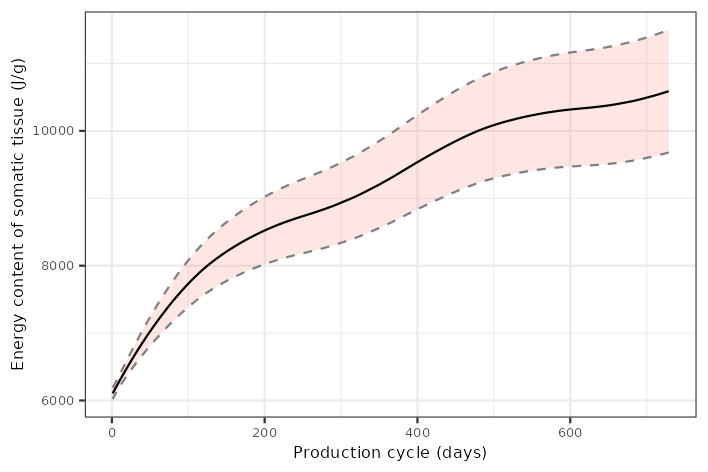 Energy content of somatic tissue (J/g)
10000
8000
6000
0 200 400 600
Production cycle (days)